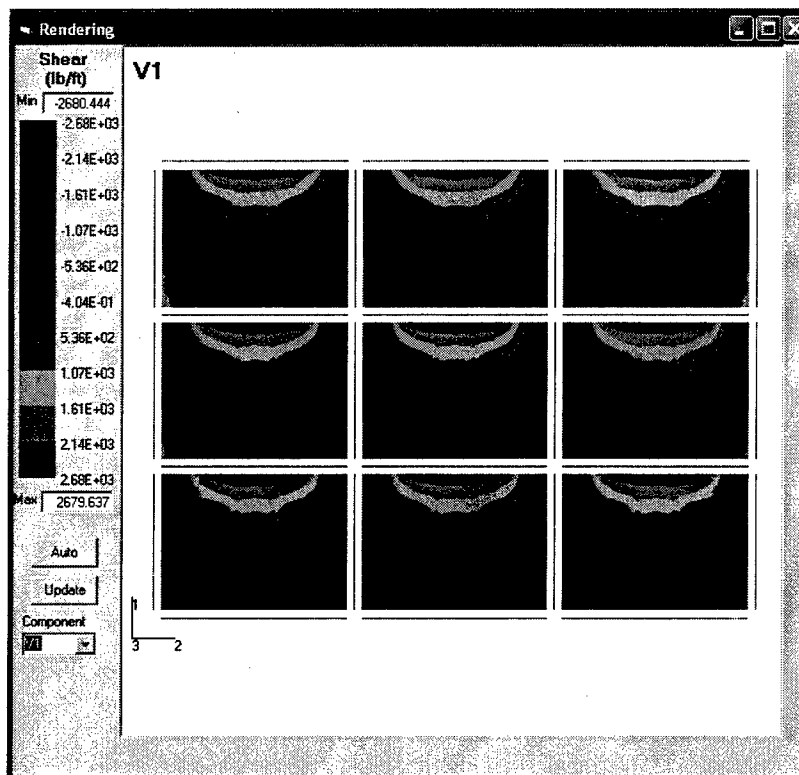 Rendering
Shear
(lb/ft)
V1
Min -2680.444
-2.68E+03
-2.14E+03
-1.61E+03
-1.07E+03
-5.36E+02
-4.04E-01
5.36E+02
1.07E+03
1.61E+03
2.14E+03
2.68E+03
Max 2679.637
Auto
Update
Component
V1
1
3 2